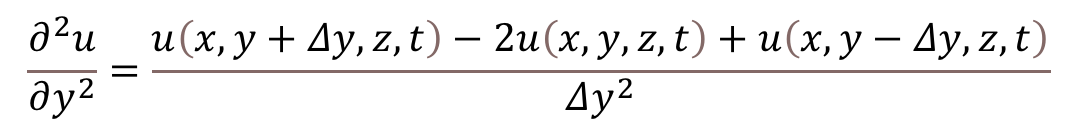 ∂²u/∂y² = (u(x, y + Δy, z, t) − 2u(x, y, z, t) + u(x, y − Δy, z, t))/Δy²